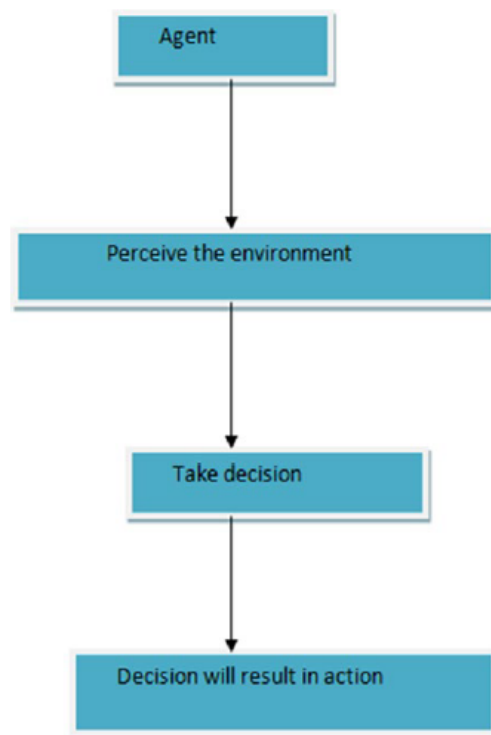 Agent
Perceive the environment
Take decision
Decision will result in action